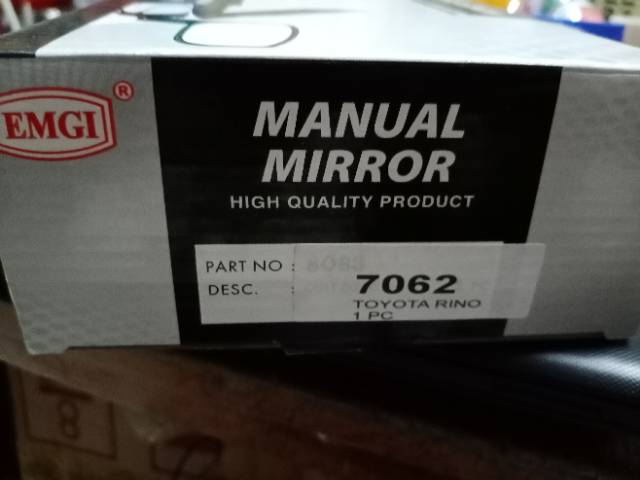 EMGI ®
MANUAL
MIRROR
HIGH QUALITY PRODUCT
PART NO :
7062
DESC. :
TOYOTA RINO
1 PC